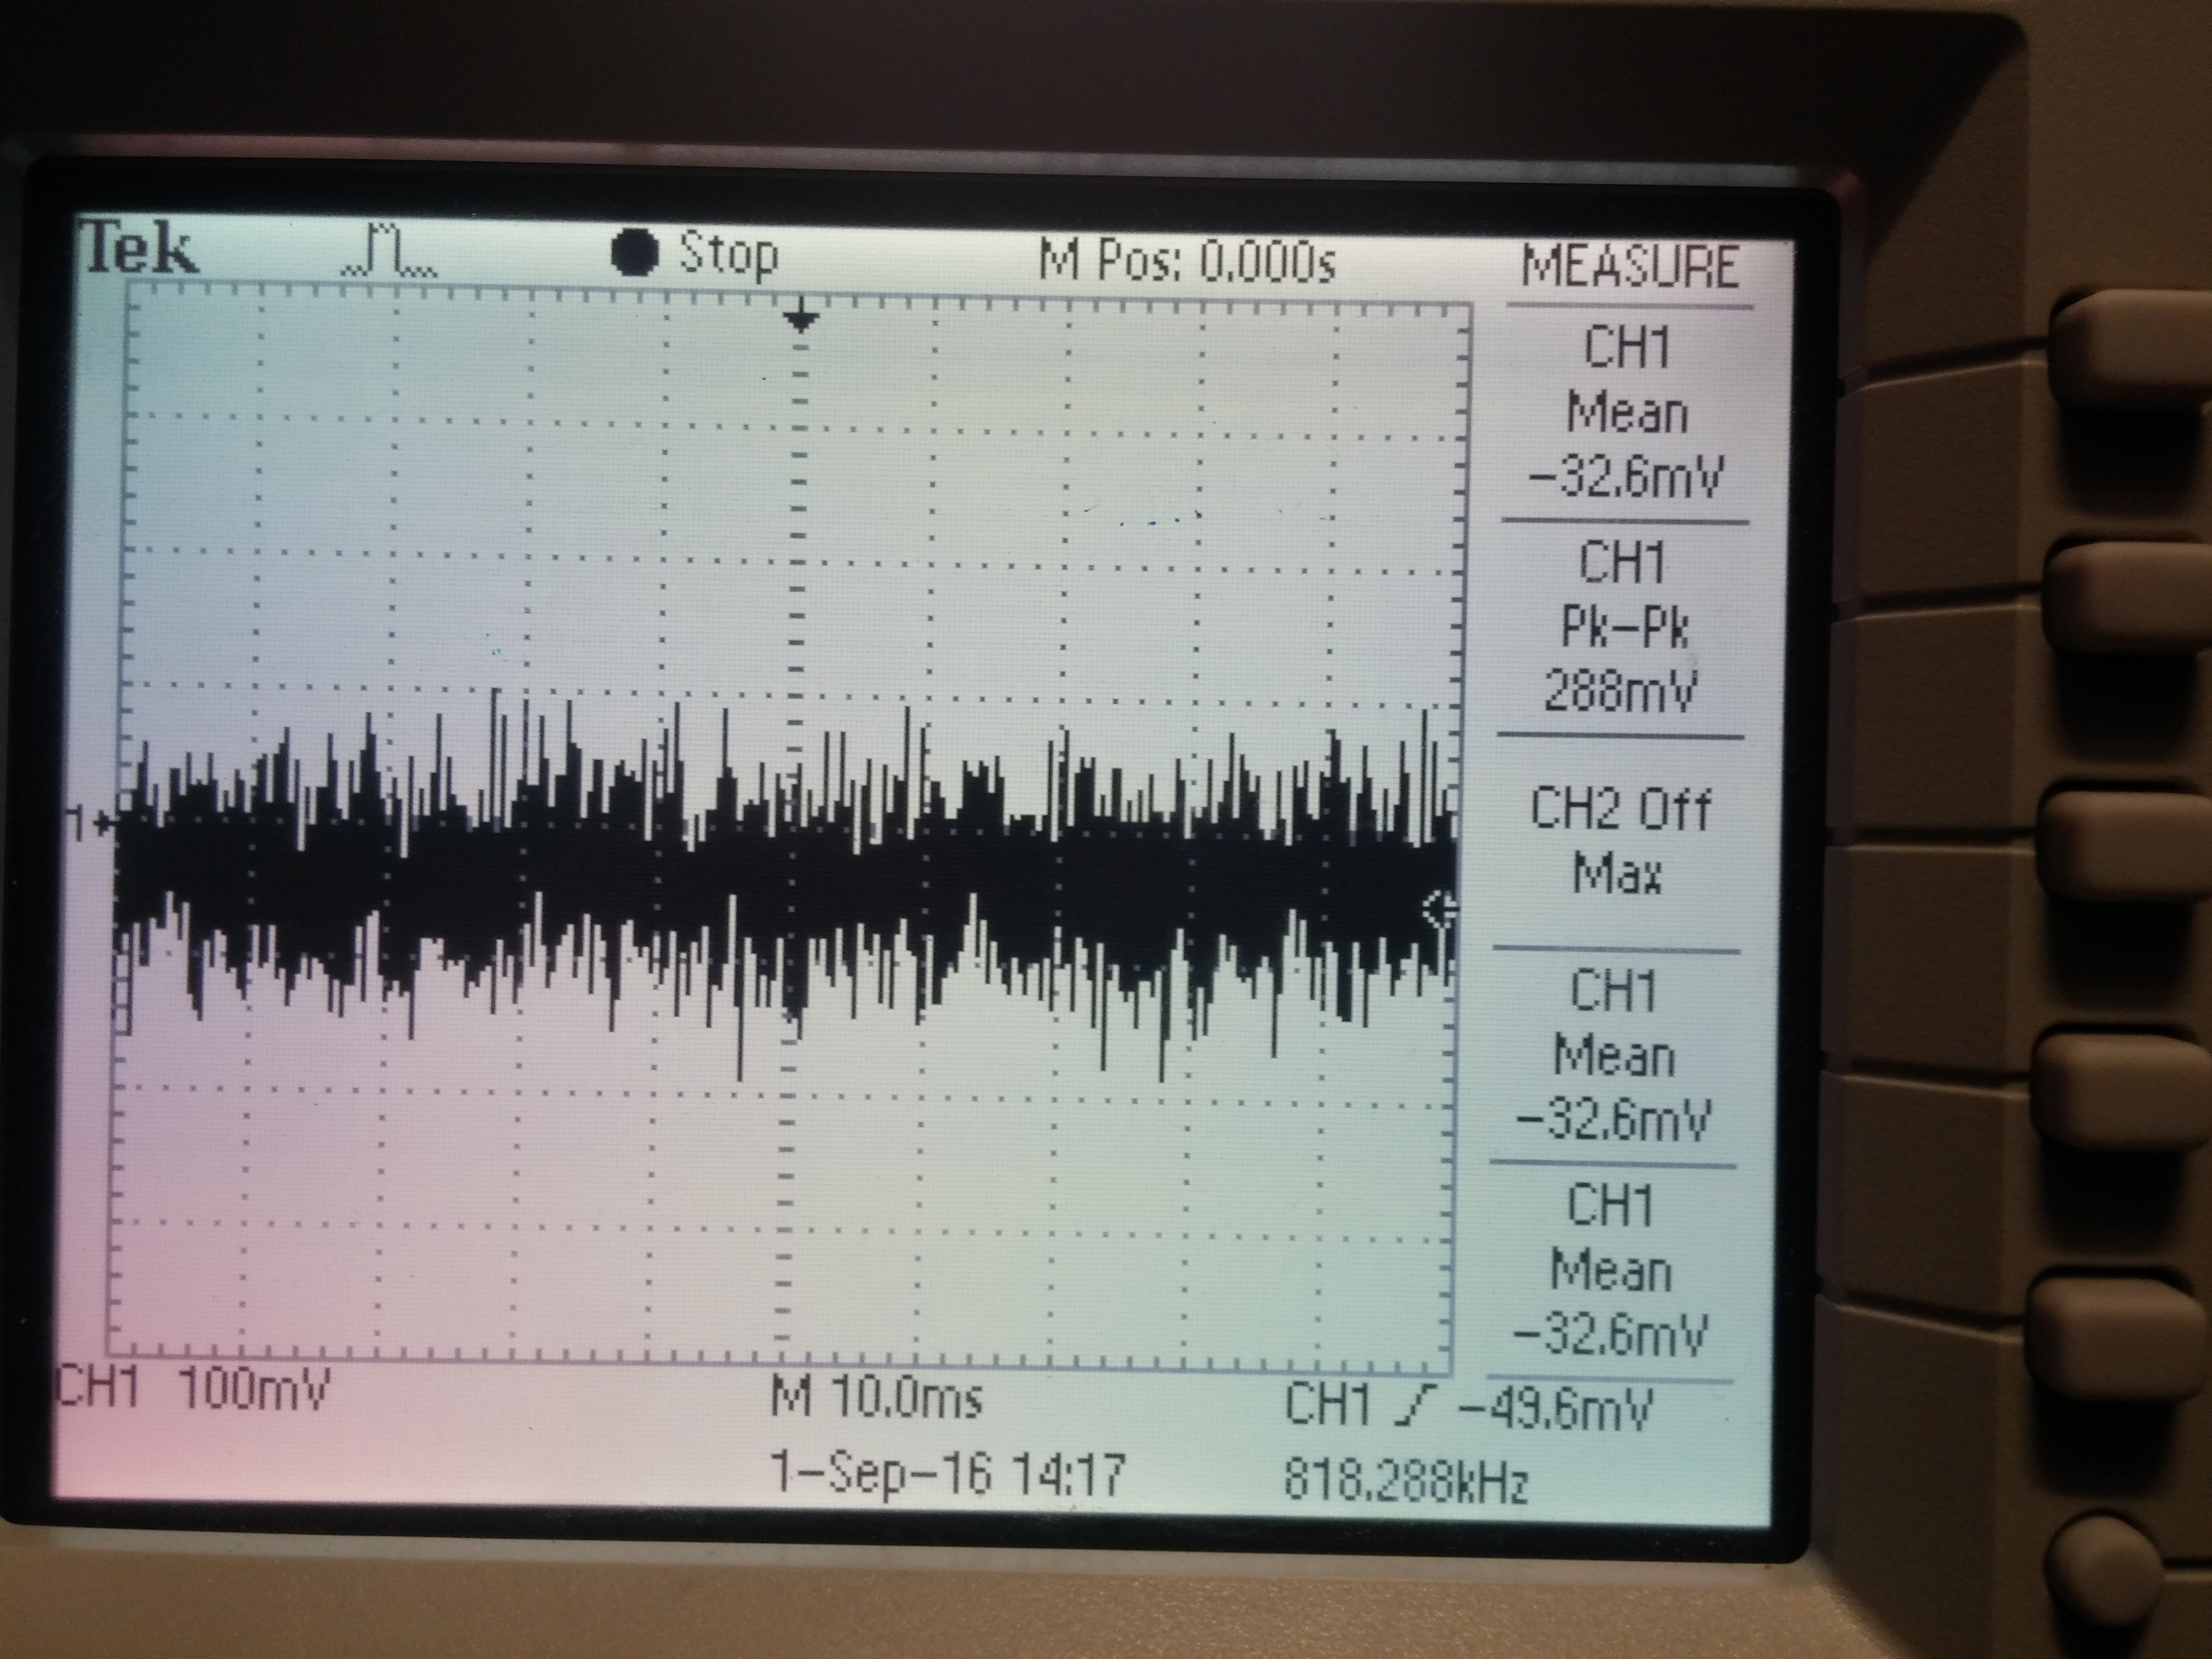 Tek Stop M Pos: 0.000s MEASURE
CH1
Mean
-32.6mV
CH1
Pk-Pk
288mV
CH2 Off
Max
CH1
Mean
-32.6mV
CH1
Mean
-32.6mV
1
CH1 100mV M 10.0ms CH1 -49.6mV
1-Sep-16 14:17 818.288kHz